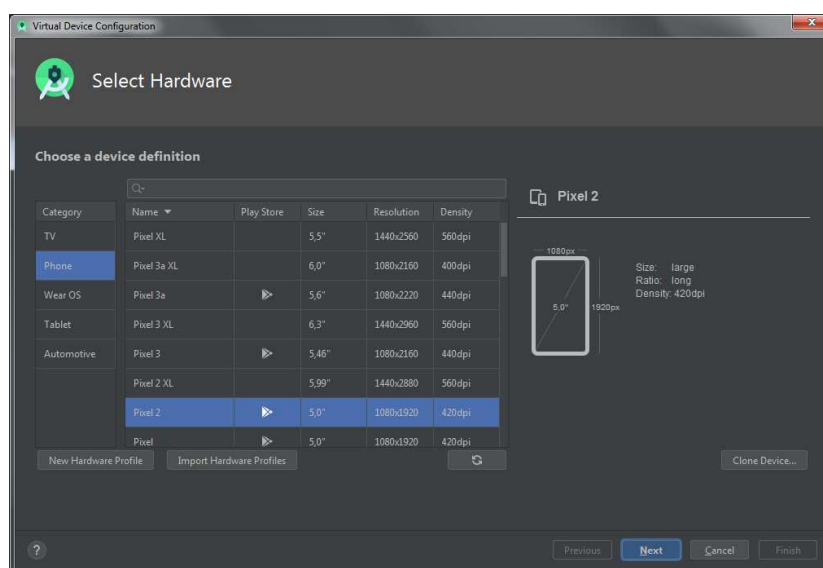 Virtual Device Configuration
Select Hardware
Choose a device definition
Category
TV
Phone
Wear OS
Tablet
Automotive
Name Play Store Size Resolution Density
Pixel XL 5,5" 1440x2560 560dpi
Pixel 3a XL 6,0" 1080x2160 400dpi
Pixel 3a 5,6" 1080x2220 440dpi
Pixel 3 XL 6,3" 1440x2960 560dpi
Pixel 3 5,46" 1080x2160 440dpi
Pixel 2 XL 5,99" 1440x2880 560dpi
Pixel 2 5,0" 1080x1920 420dpi
Pixel 5,0" 1080x1920 420dpi
New Hardware Profile Import Hardware Profiles
Pixel 2
1080px
5,0" 1920px
Size: large
Ratio: long
Density: 420dpi
Clone Device...
? Previous Next Cancel Finish